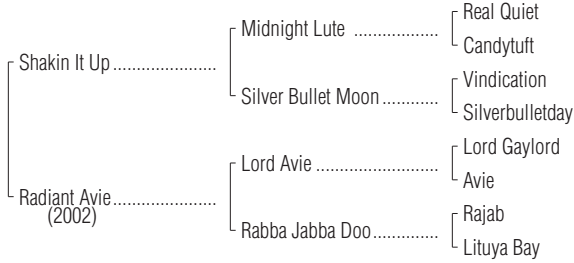 Real Quiet
Midnight Lute ..................
Candytuft
Shakin It Up ......................
Vindication
Silver Bullet Moon ............
Silverbulletday
Lord Gaylord
Lord Avie ..........................
Avie
Radiant Avie ......................
(2002)
Rajab
Rabba Jabba Doo ..............
Lituya Bay